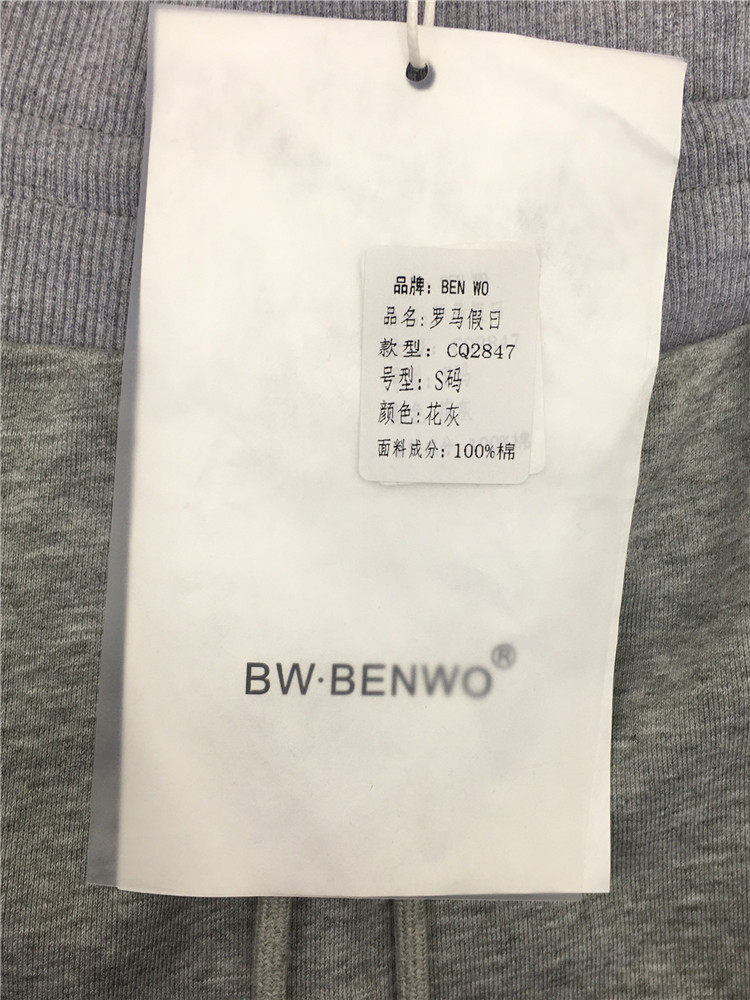 品牌: BEN WO
品名:罗马假日
款型: CQ2847
号型: S码
颜色:花灰
面料成分: 100%棉
BW·BENWO®